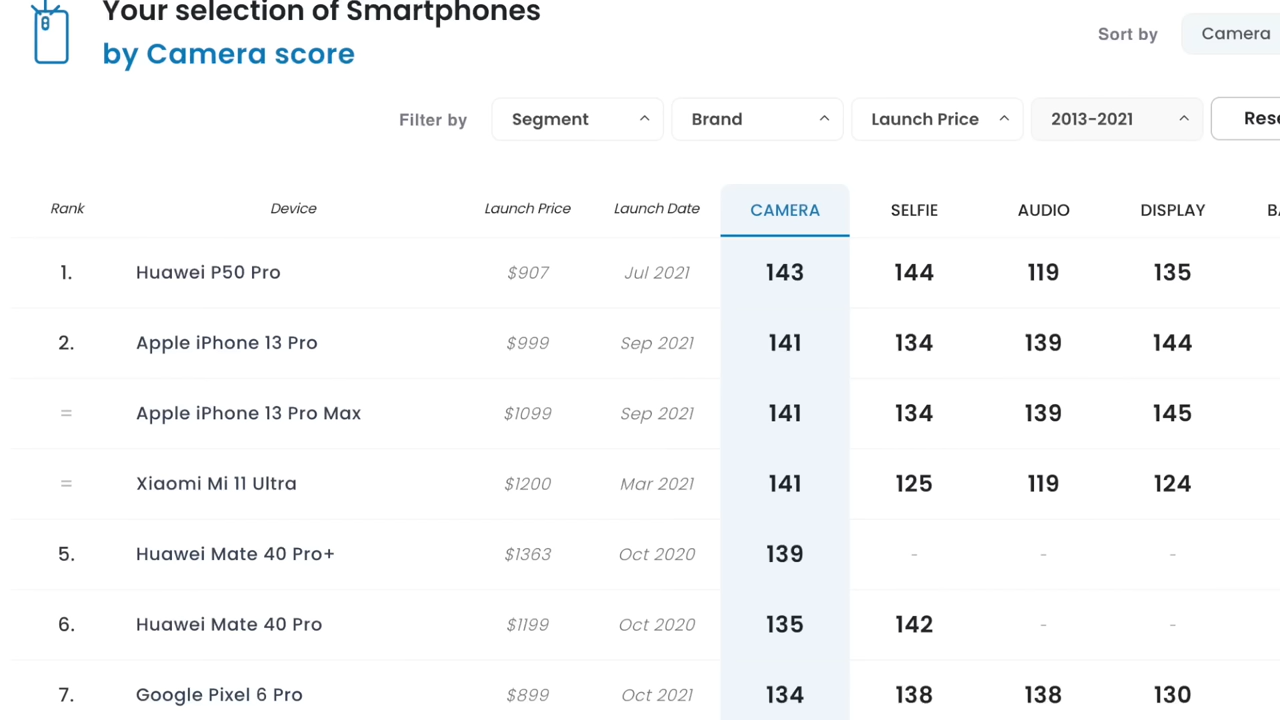 Your selection of Smartphones
by Camera score
Sort by Camera
Filter by Segment Brand Launch Price 2013-2021
Rank Device Launch Price Launch Date CAMERA SELFIE AUDIO DISPLAY
1. Huawei P50 Pro $907 Jul 2021 143 144 119 135
2. Apple iPhone 13 Pro $999 Sep 2021 141 134 139 144
= Apple iPhone 13 Pro Max $1099 Sep 2021 141 134 139 145
= Xiaomi Mi 11 Ultra $1200 Mar 2021 141 125 119 124
5. Huawei Mate 40 Pro+ $1363 Oct 2020 139 - - -
6. Huawei Mate 40 Pro $1199 Oct 2020 135 142 - -
7. Google Pixel 6 Pro $899 Oct 2021 134 138 138 130